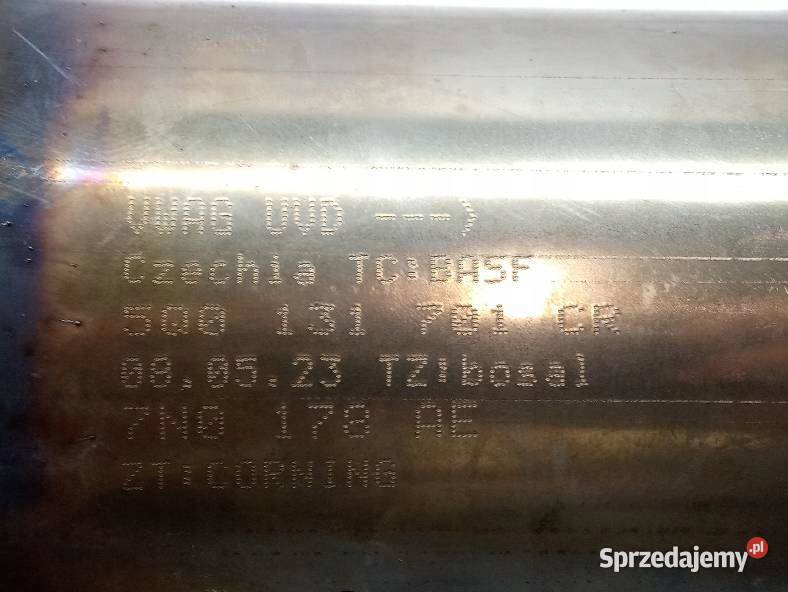 VWAG UVD --->
Czechia TC:BASF
5Q0 131 701 CR
08.05.23 TZ:bosal
7N0 178 AE
ZT:CORNING
Sprzedajemy.pl